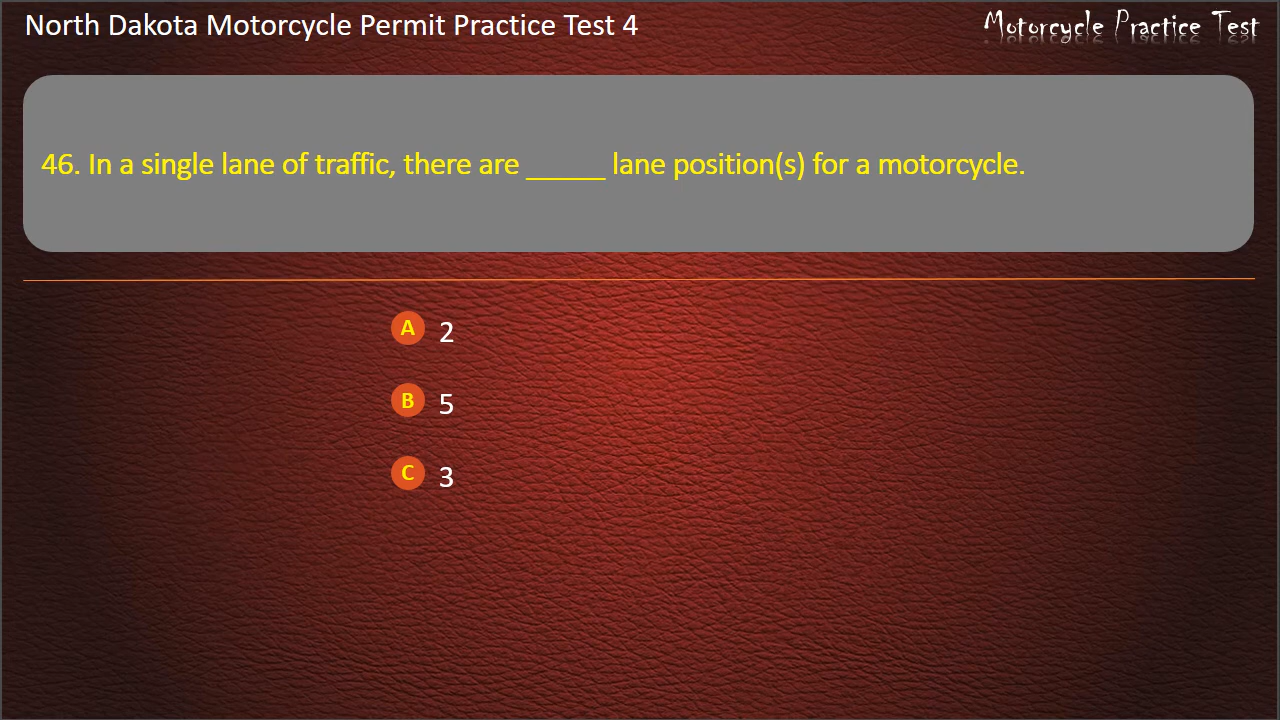 North Dakota Motorcycle Permit Practice Test 4
Motorcycle Practice Test
46. In a single lane of traffic, there are _____ lane position(s) for a motorcycle.
A 2
B 5
C 3